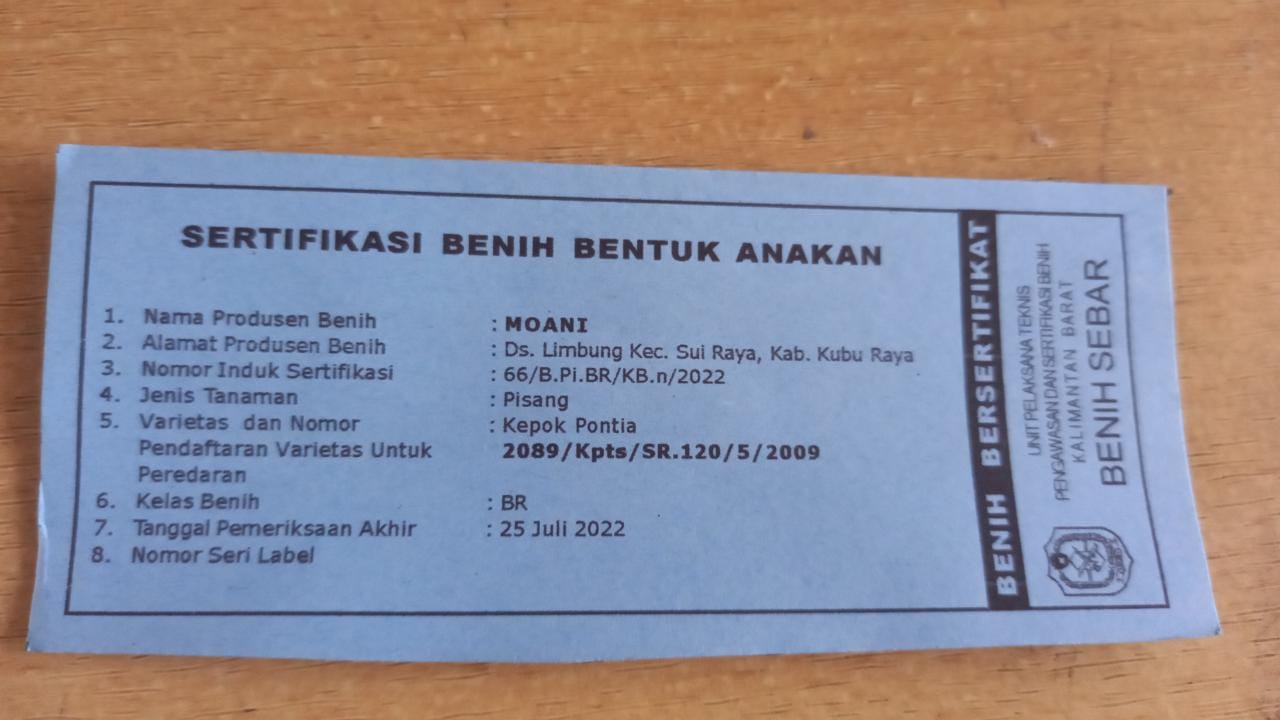 SERTIFIKASI BENIH BENTUK ANAKAN
1. Nama Produsen Benih : MOANI
2. Alamat Produsen Benih : Ds. Limbung Kec. Sui Raya, Kab. Kubu Raya
3. Nomor Induk Sertifikasi : 66/B.Pi.BR/KB.n/2022
4. Jenis Tanaman : Pisang
5. Varietas dan Nomor : Kepok Pontia
Pendaftaran Varietas Untuk 2089/Kpts/SR.120/5/2009
Peredaran
6. Kelas Benih : BR
7. Tanggal Pemeriksaan Akhir : 25 Juli 2022
8. Nomor Seri Label
BENIH BERSERTIFIKAT
UNIT PELAKSANA TEKNIS
PENGAWASAN DAN SERTIFIKASI BENIH
KALIMANTAN BARAT
BENIH SEBAR